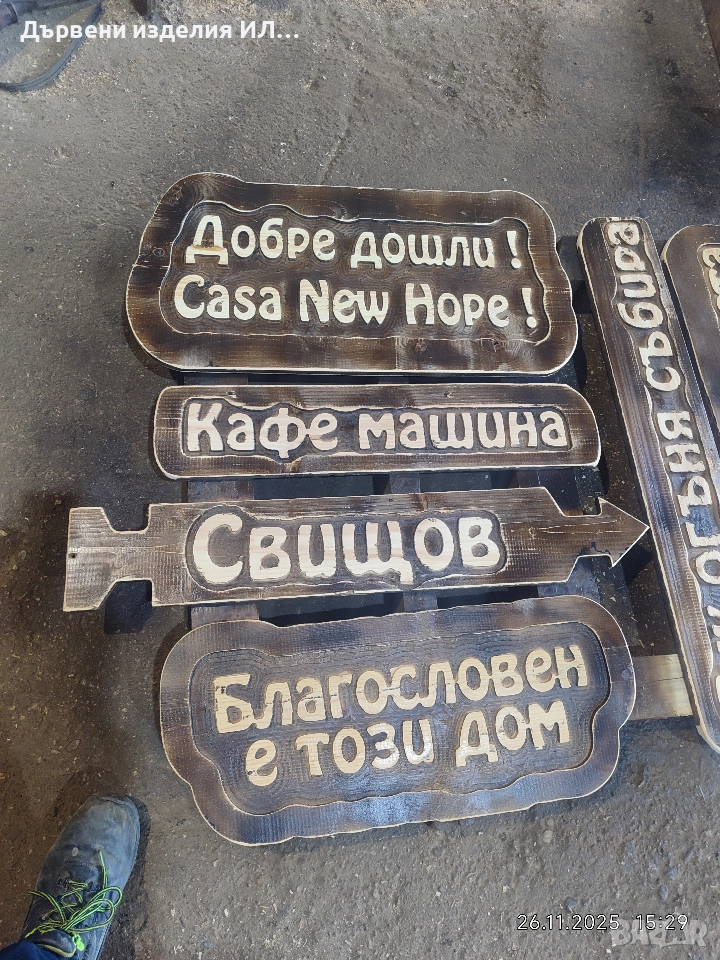 Дървени изделия ИЛ...
Добре дошли !
Casa New Hope !
Кафе машина
Свищов
Благословен
е този дом
събира
огъня
26.11.2025 15:29